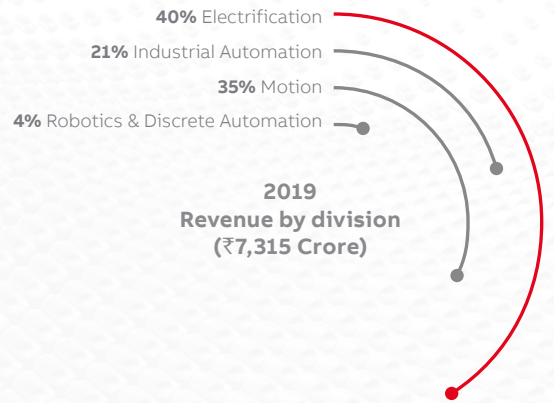 40% Electrification
21% Industrial Automation
35% Motion
4% Robotics & Discrete Automation
2019
Revenue by division
(₹7,315 Crore)